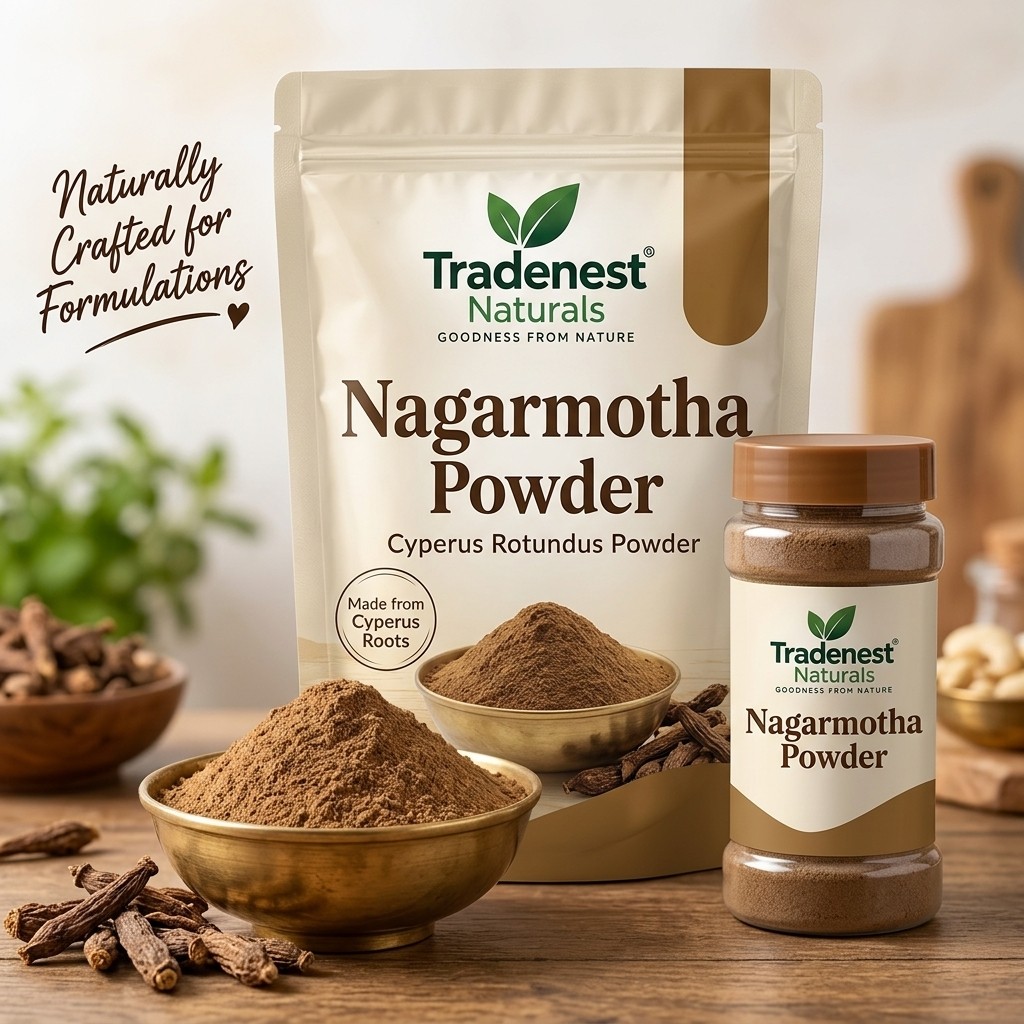 Naturally
Crafted for
Formulations
Tradenest
Naturals
GOODNESS FROM NATURE
Nagarmotha
Powder
Cyperus Rotundus Powder
Made from
Cyperus
Roots
Tradenest
Naturals
GOODNESS FROM NATURE
Nagarmotha
Powder